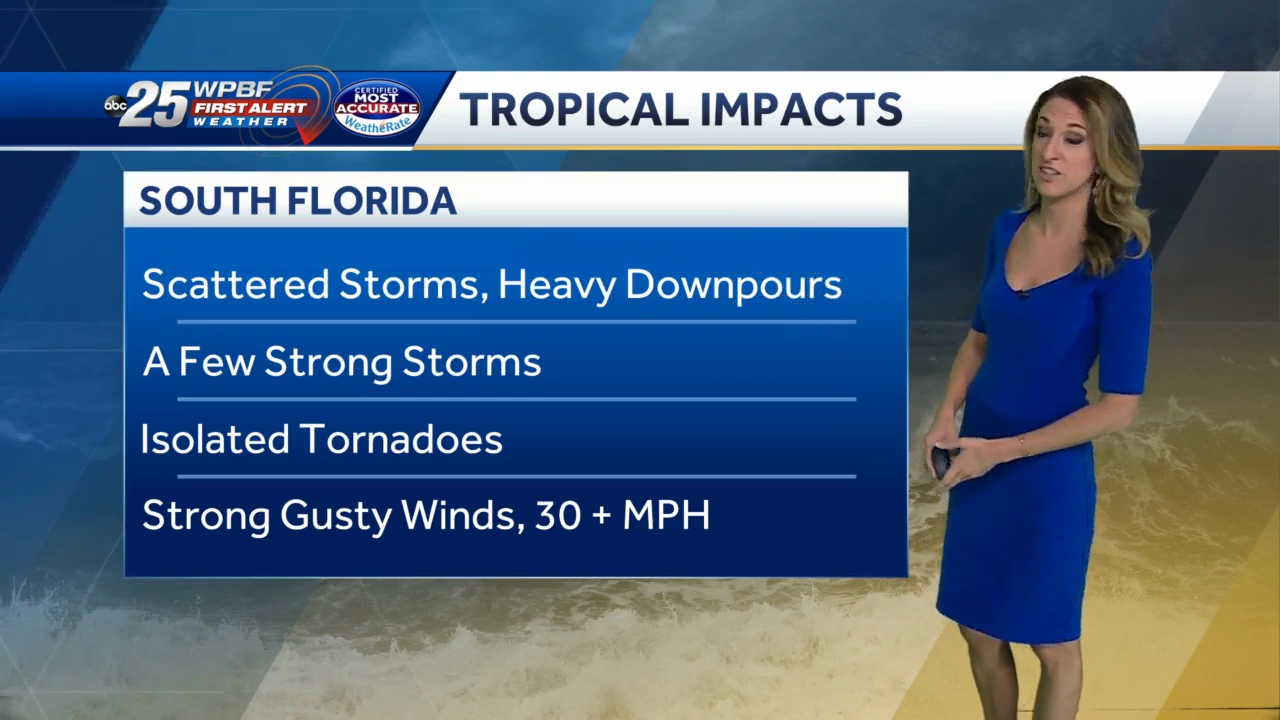 abc 25 WPBF
FIRST ALERT
WEATHER
CERTIFIED
MOST
ACCURATE
WeatheRate
TROPICAL IMPACTS
SOUTH FLORIDA
Scattered Storms, Heavy Downpours
A Few Strong Storms
Isolated Tornadoes
Strong Gusty Winds, 30 + MPH